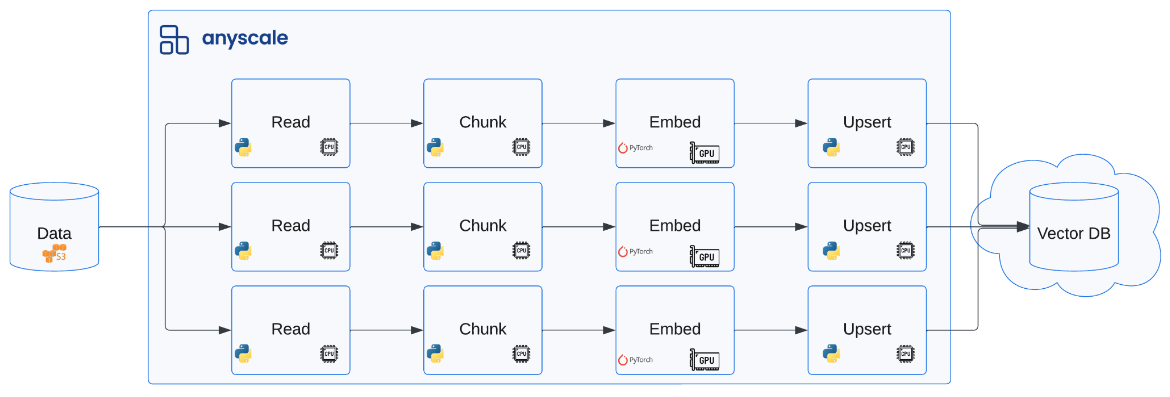 anyscale
Read
CPU
Chunk
CPU
Embed
PyTorch
GPU
Upsert
CPU
Data
S3
Read
CPU
Chunk
CPU
Embed
PyTorch
GPU
Upsert
CPU
Vector DB
Read
CPU
Chunk
CPU
Embed
PyTorch
GPU
Upsert
CPU